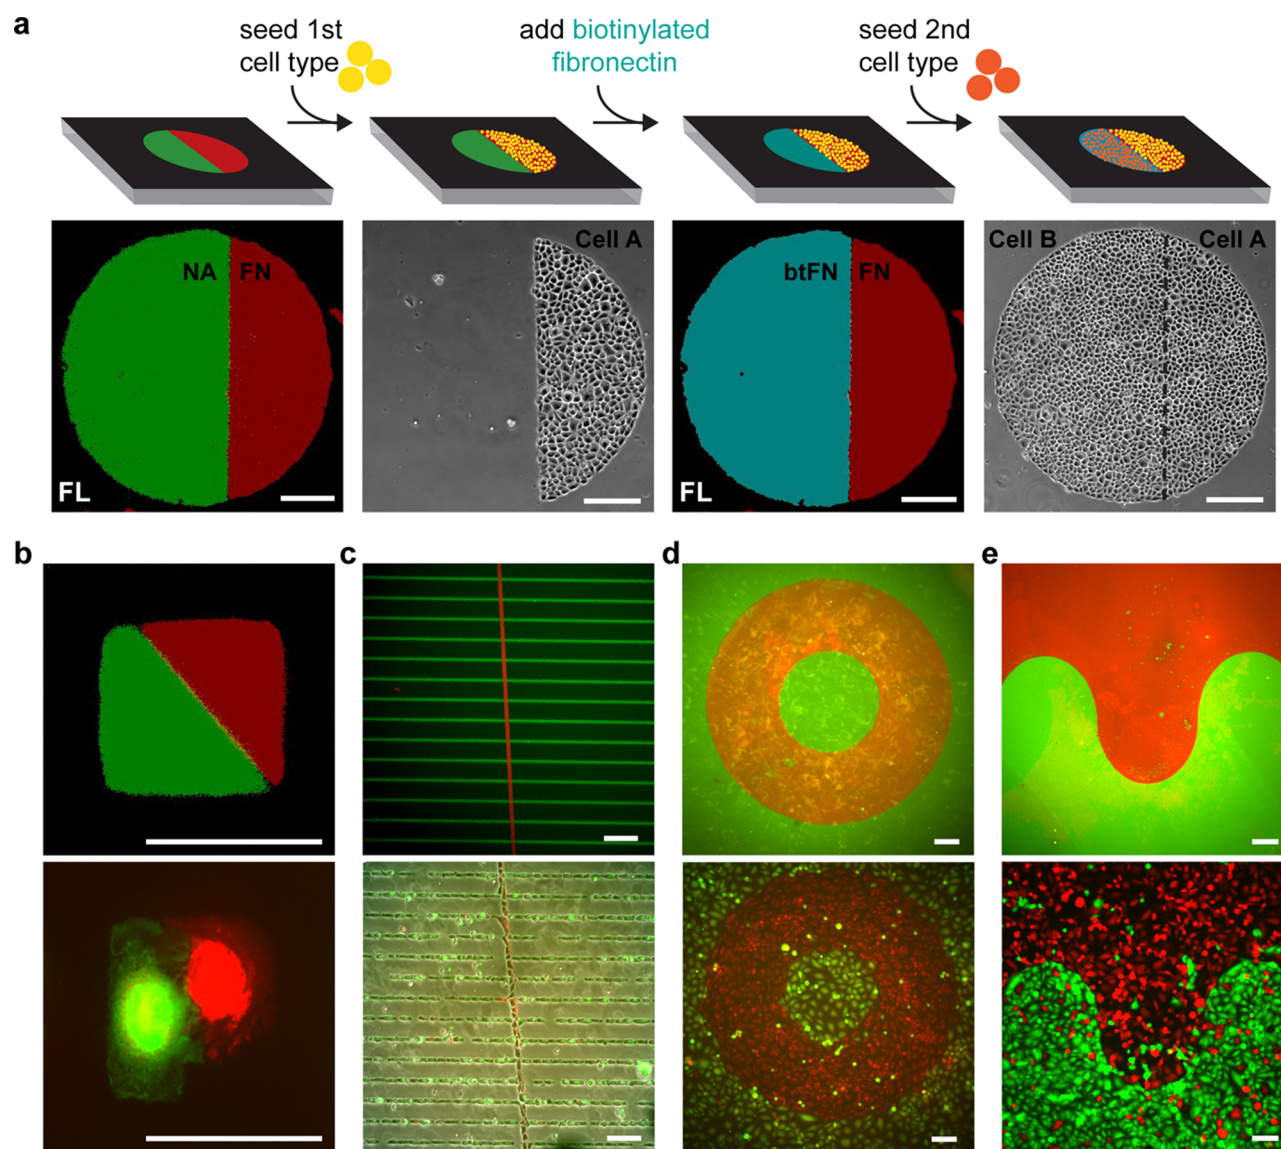 a
seed 1st
cell type
add biotinylated
fibronectin
seed 2nd
cell type
NA FN
FL
Cell A
btFN FN
FL
Cell B Cell A
b
c
d
e